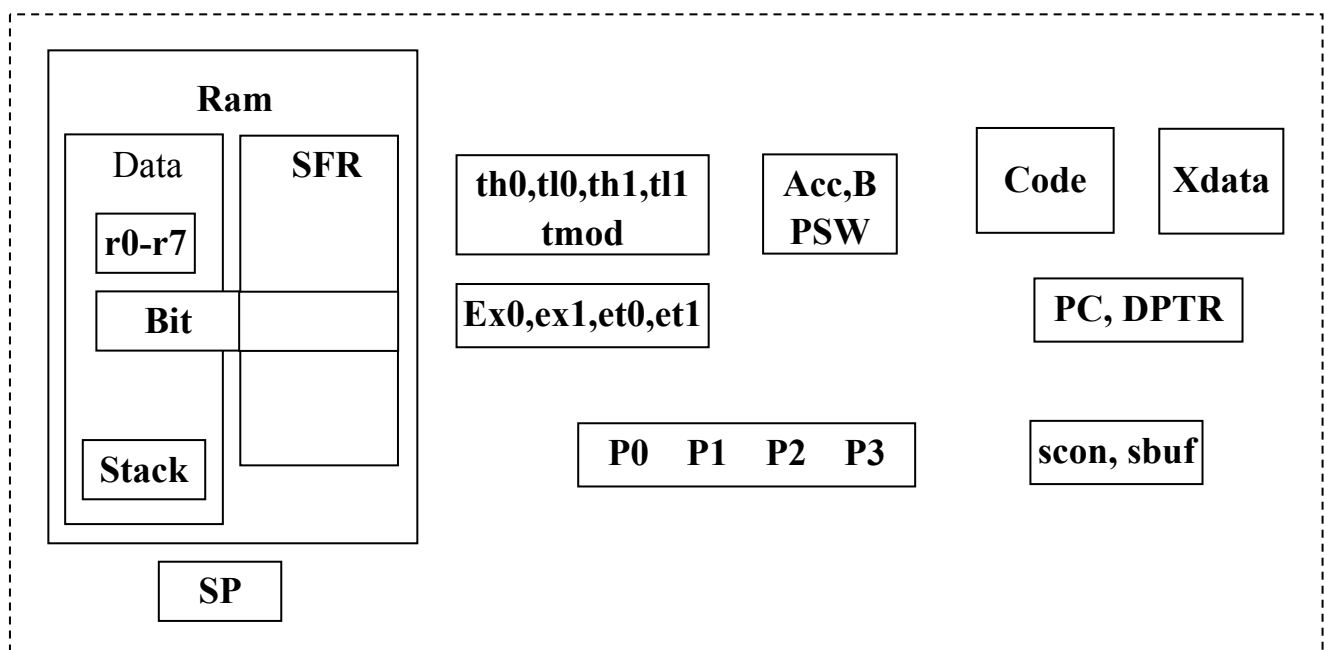 Ram
Data
SFR
r0-r7
Bit
Stack
SP
th0,tl0,th1,tl1
tmod
Acc,B
PSW
Ex0,ex1,et0,et1
P0 P1 P2 P3
Code
Xdata
PC, DPTR
scon, sbuf